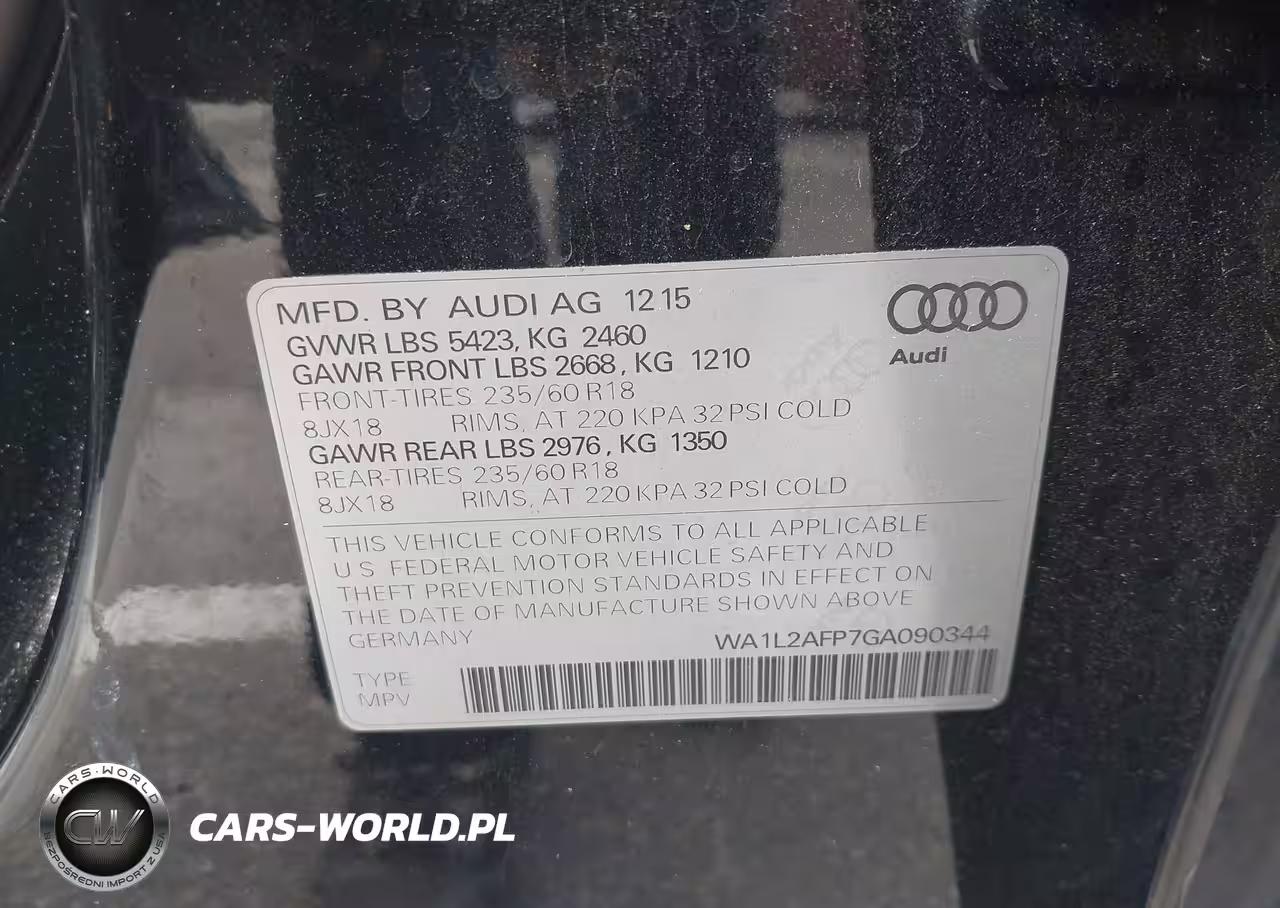 MFD. BY AUDI AG 12 15
GVWR LBS 5423, KG 2460
GAWR FRONT LBS 2668, KG 1210
FRONT-TIRES 235/60 R18
8JX18 RIMS, AT 220 KPA 32 PSI COLD
GAWR REAR LBS 2976, KG 1350
REAR-TIRES 235/60 R18
8JX18 RIMS, AT 220 KPA 32 PSI COLD
Audi
THIS VEHICLE CONFORMS TO ALL APPLICABLE
U S FEDERAL MOTOR VEHICLE SAFETY AND
THEFT PREVENTION STANDARDS IN EFFECT ON
THE DATE OF MANUFACTURE SHOWN ABOVE
GERMANY WA1L2AFP7GA090344
TYPE
MPV
CARS-WORLD
CW
BEZPOŚREDNI IMPORT Z USA
CARS-WORLD.PL